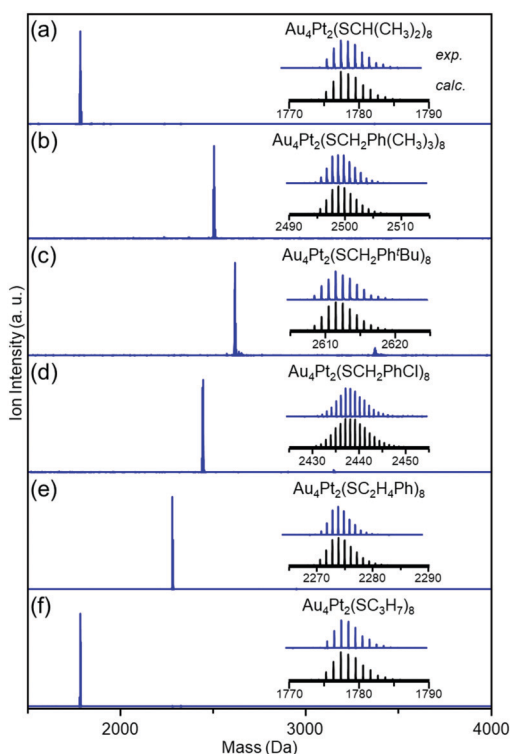 (a) Au₄Pt₂(SCH(CH₃)₂)₈
exp.
calc.
1770 1780 1790
(b) Au₄Pt₂(SCH₂Ph(CH₃)₃)₈
2490 2500 2510
(c) Au₄Pt₂(SCH₂PhᵗBu)₈
2610 2620
(d) Au₄Pt₂(SCH₂PhCl)₈
2430 2440 2450
(e) Au₄Pt₂(SC₂H₄Ph)₈
2270 2280 2290
(f) Au₄Pt₂(SC₃H₇)₈
1770 1780 1790
Ion Intensity (a. u.)
2000 3000 4000
Mass (Da)